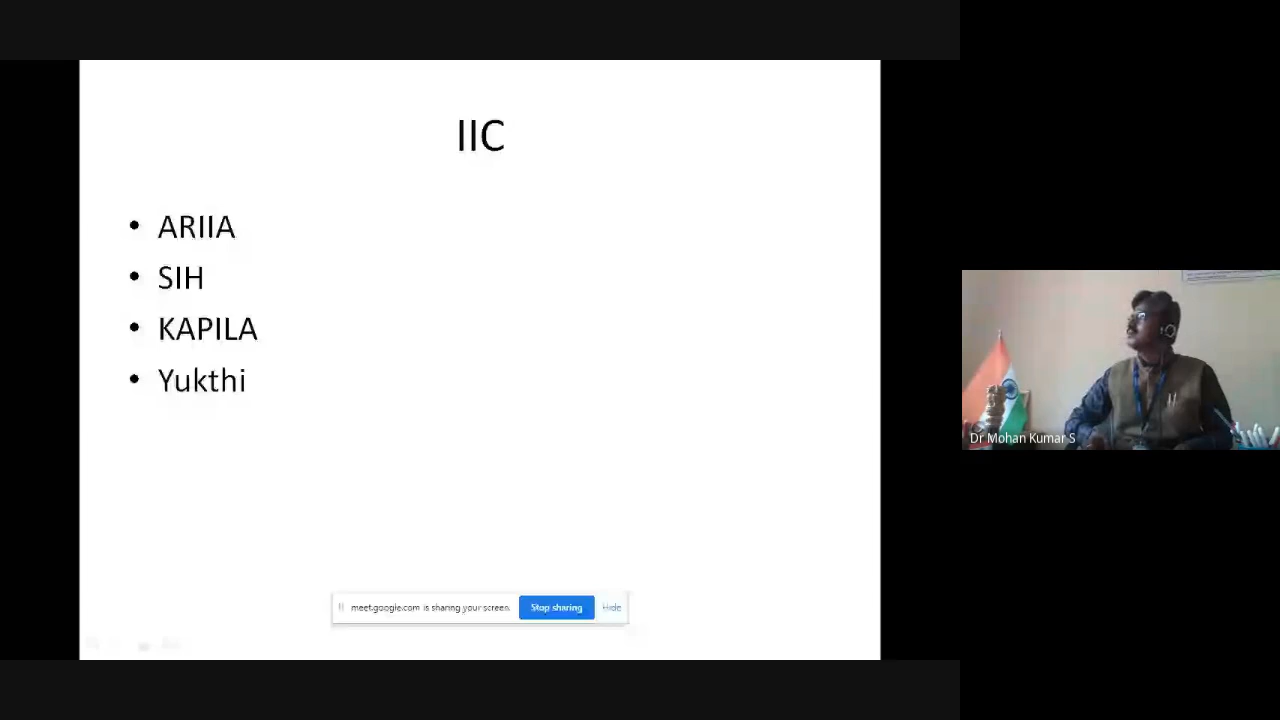 IIC
• ARIIA
• SIH
• KAPILA
• Yukthi
meet.google.com is sharing your screen. Stop sharing Hide
Dr Mohan Kumar S